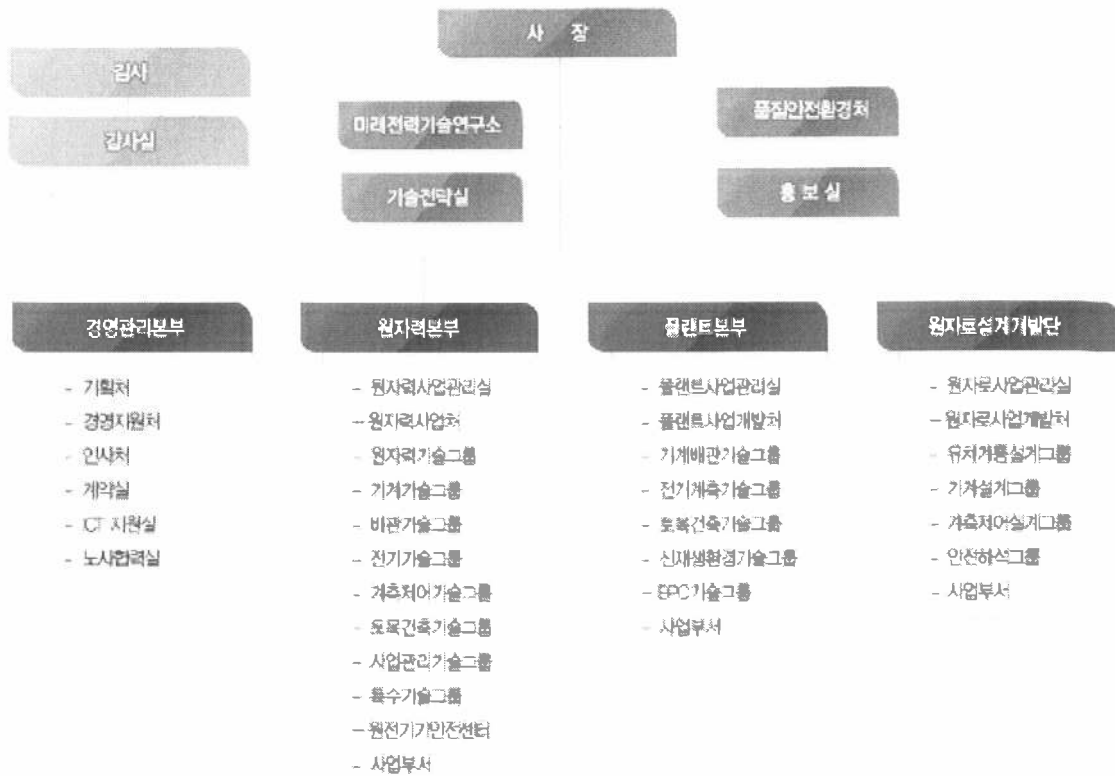 사 장
감사
감사실
미래전력기술연구소
품질안전환경처
기술전략실
홍보실
경영관리본부
- 기획처
- 경영지원처
- 인사처
- 계약실
- ICT 지원실
- 노사협력실
원자력본부
- 원자력사업관리실
- 원자력사업처
- 원자력기술그룹
- 기계기술그룹
- 배관기술그룹
- 전기기술그룹
- 계측제어기술그룹
- 토목건축기술그룹
- 사업관리기술그룹
- 특수기술그룹
- 원전기기안전센터
- 사업부서
플랜트본부
- 플랜트사업관리실
- 플랜트사업개발처
- 기계배관기술그룹
- 전기계측기술그룹
- 토목건축기술그룹
- 신재생환경기술그룹
- EPC기술그룹
- 사업부서
원자로설계개발단
- 원자로사업관리실
- 원자로사업개발처
- 유체계통설계그룹
- 기계설계그룹
- 계측제어설계그룹
- 안전해석그룹
- 사업부서